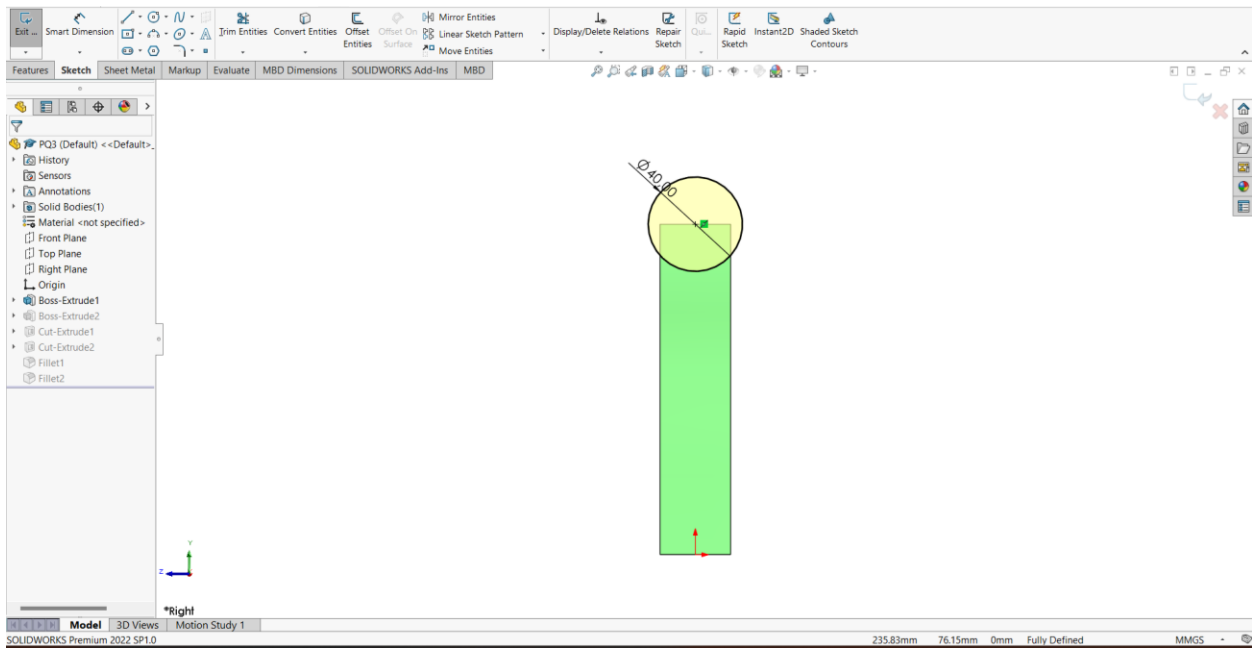 Exit ...
Smart Dimension
Trim Entities
Convert Entities
Offset Entities
Offset On Surface
Mirror Entities
Linear Sketch Pattern
Move Entities
Display/Delete Relations
Repair Sketch
Qui...
Rapid Sketch
Instant2D
Shaded Sketch Contours
Features Sketch Sheet Metal Markup Evaluate MBD Dimensions SOLIDWORKS Add-Ins MBD
PQ3 (Default) <<Default>_
History
Sensors
Annotations
Solid Bodies(1)
Material <not specified>
Front Plane
Top Plane
Right Plane
Origin
Boss-Extrude1
Boss-Extrude2
Cut-Extrude1
Cut-Extrude2
Fillet1
Fillet2
Ø40.00
Y
Z
*Right
Model 3D Views Motion Study 1
SOLIDWORKS Premium 2022 SP1.0 235.83mm 76.15mm 0mm Fully Defined MMGS